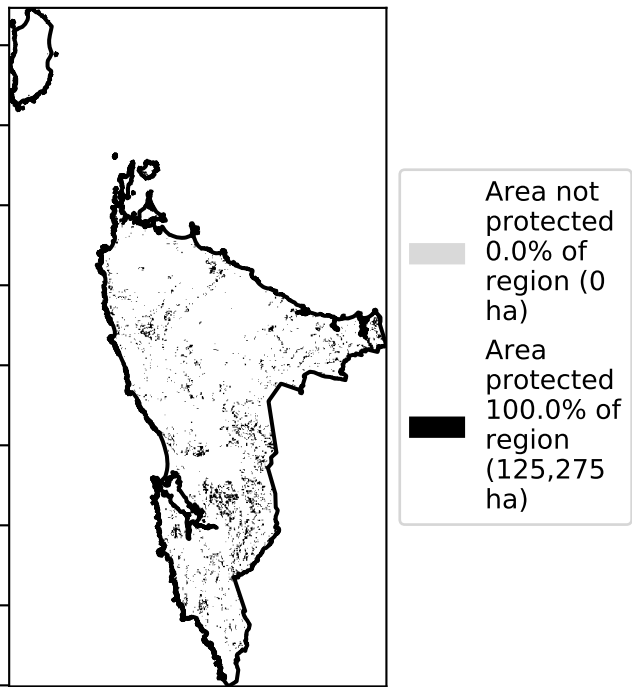 Area not
protected
0.0% of
region (0
ha)
Area
protected
100.0% of
region
(125,275
ha)